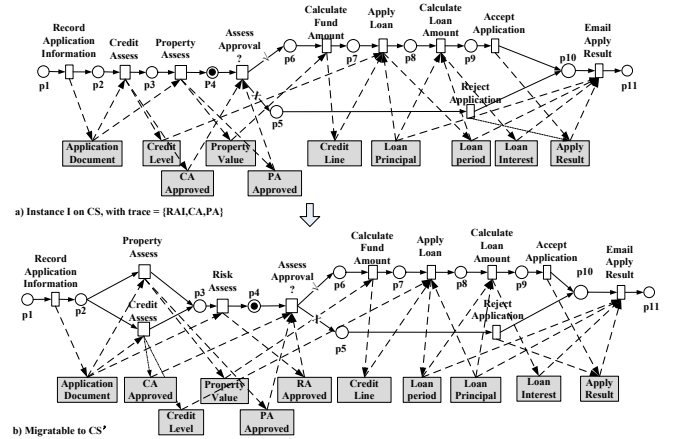 Calculate
Fund
Amount
Apply
Loan
Calculate
Loan
Amount
Accept
Application
Email
Apply
Result
Record
Application
Information
Credit
Assess
Property
Assess
Assess
Approval
?
p1
p2
p3
P4
p6
p7
p8
p9
p10
p11
p5
Reject
Application
Application
Document
Credit
Level
Property
Value
Credit
Line
Loan
Principal
Loan
period
Loan
Interest
Apply
Result
CA
Approved
PA
Approved
a) Instance I on CS, with trace = {RAI,CA,PA}
Property
Assess
Record
Application
Information
Credit
Assess
Risk
Assess
Assess
Approval
?
Calculate
Fund
Amount
Apply
Loan
Calculate
Loan
Amount
Accept
Application
Email
Apply
Result
p1
p2
p3
p4
p6
p7
p8
p9
p10
p11
p5
Reject
Application
Application
Document
CA
Approved
Property
Value
RA
Approved
Credit
Line
Loan
period
Loan
Principal
Loan
Interest
Apply
Result
Credit
Level
PA
Approved
b) Migratable to CS’